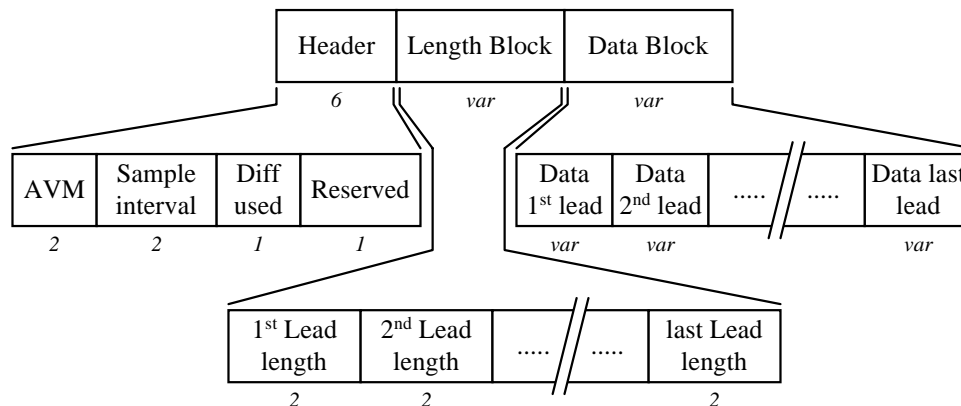 Header Length Block Data Block
6 var var
AVM Sample interval Diff used Reserved
2 2 1 1
Data 1st lead Data 2nd lead ..... ..... Data last lead
var var var
1st Lead length 2nd Lead length ..... ..... last Lead length
2 2 2